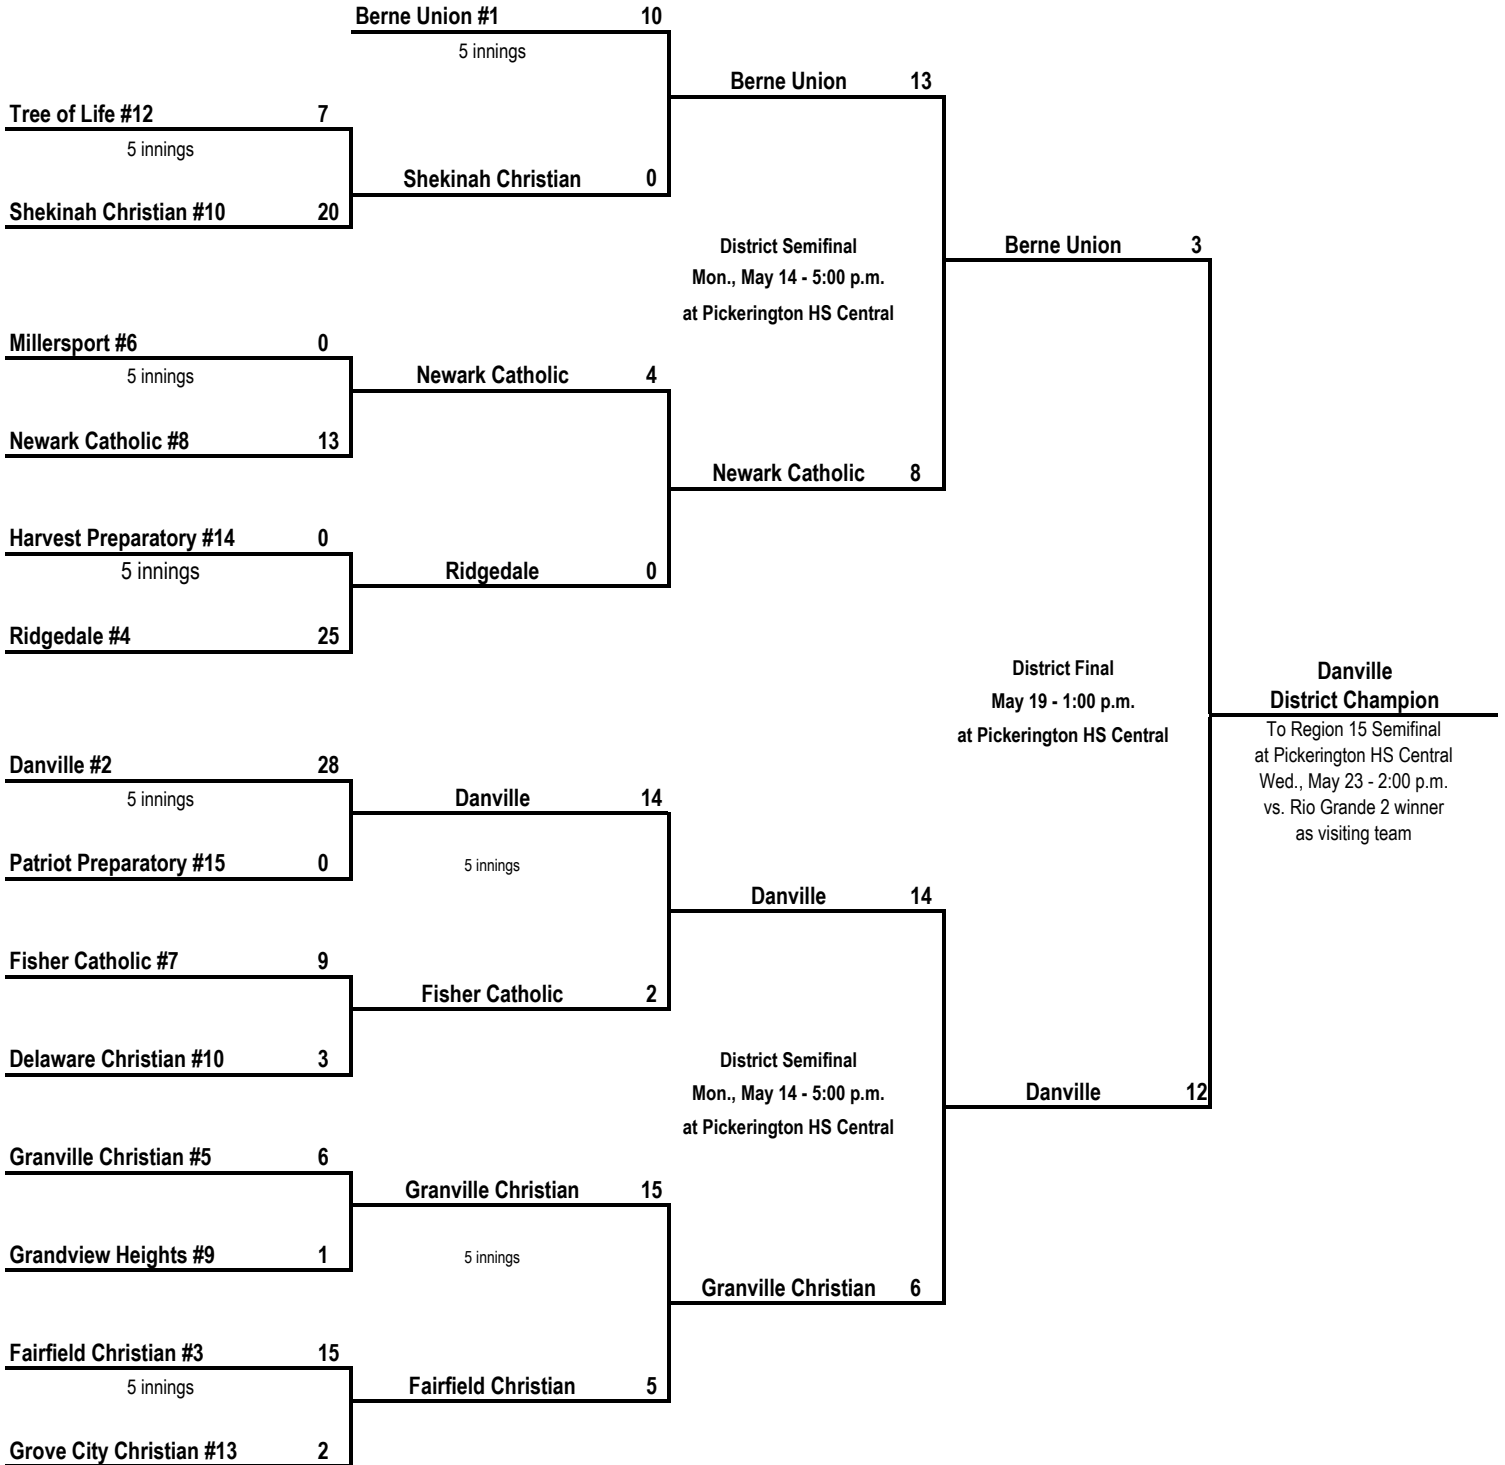 Berne Union #1 10
5 innings
Berne Union 13
Tree of Life #12 7
5 innings
Shekinah Christian 0
Shekinah Christian #10 20
District Semifinal
Mon., May 14 - 5:00 p.m.
at Pickerington HS Central
Berne Union 3
Millersport #6 0
5 innings
Newark Catholic 4
Newark Catholic #8 13
Newark Catholic 8
Harvest Preparatory #14 0
5 innings
Ridgedale 0
Ridgedale #4 25
District Final
May 19 - 1:00 p.m.
at Pickerington HS Central
Danville
District Champion
To Region 15 Semifinal
at Pickerington HS Central
Wed., May 23 - 2:00 p.m.
vs. Rio Grande 2 winner
as visiting team
Danville #2 28
5 innings
Danville 14
Patriot Preparatory #15 0
5 innings
Danville 14
Fisher Catholic #7 9
Fisher Catholic 2
Delaware Christian #10 3
District Semifinal
Mon., May 14 - 5:00 p.m.
at Pickerington HS Central
Danville 12
Granville Christian #5 6
Granville Christian 15
Grandview Heights #9 1
5 innings
Granville Christian 6
Fairfield Christian #3 15
5 innings
Fairfield Christian 5
Grove City Christian #13 2